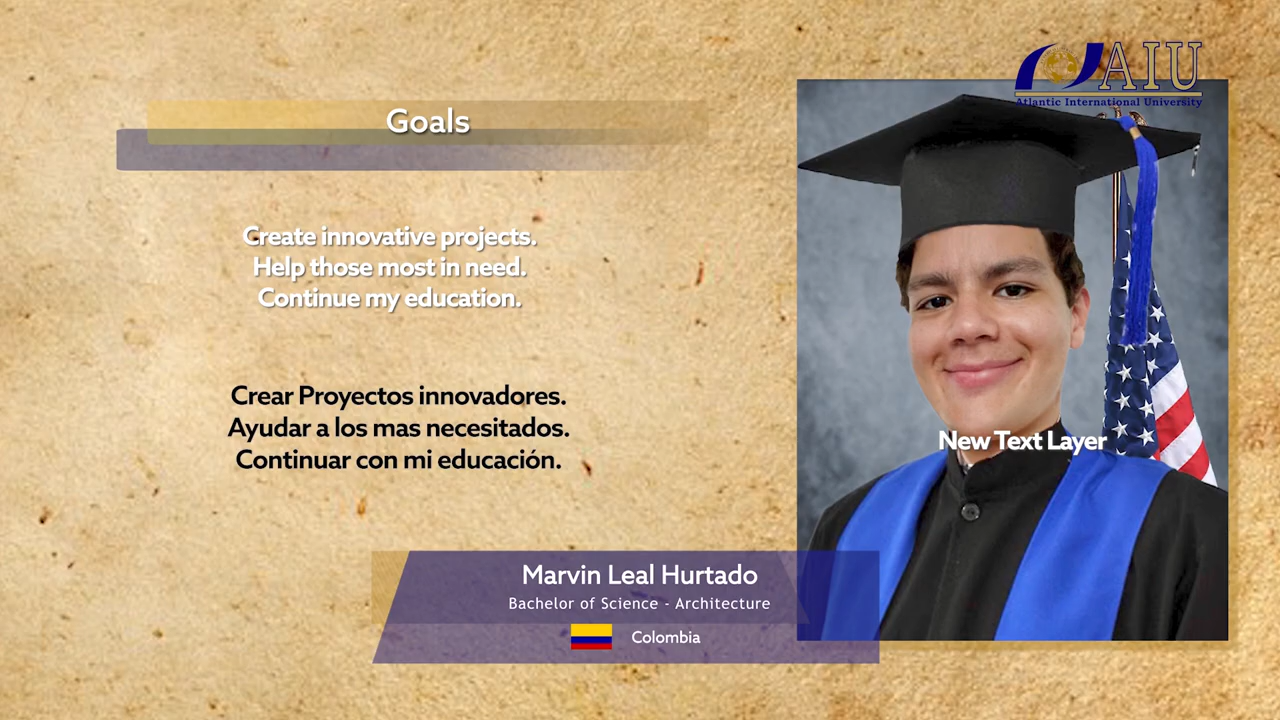 AIU
Atlantic International University
Goals
Create innovative projects.
Help those most in need.
Continue my education.
Crear Proyectos innovadores.
Ayudar a los mas necesitados.
Continuar con mi educación.
New Text Layer
Marvin Leal Hurtado
Bachelor of Science - Architecture
Colombia